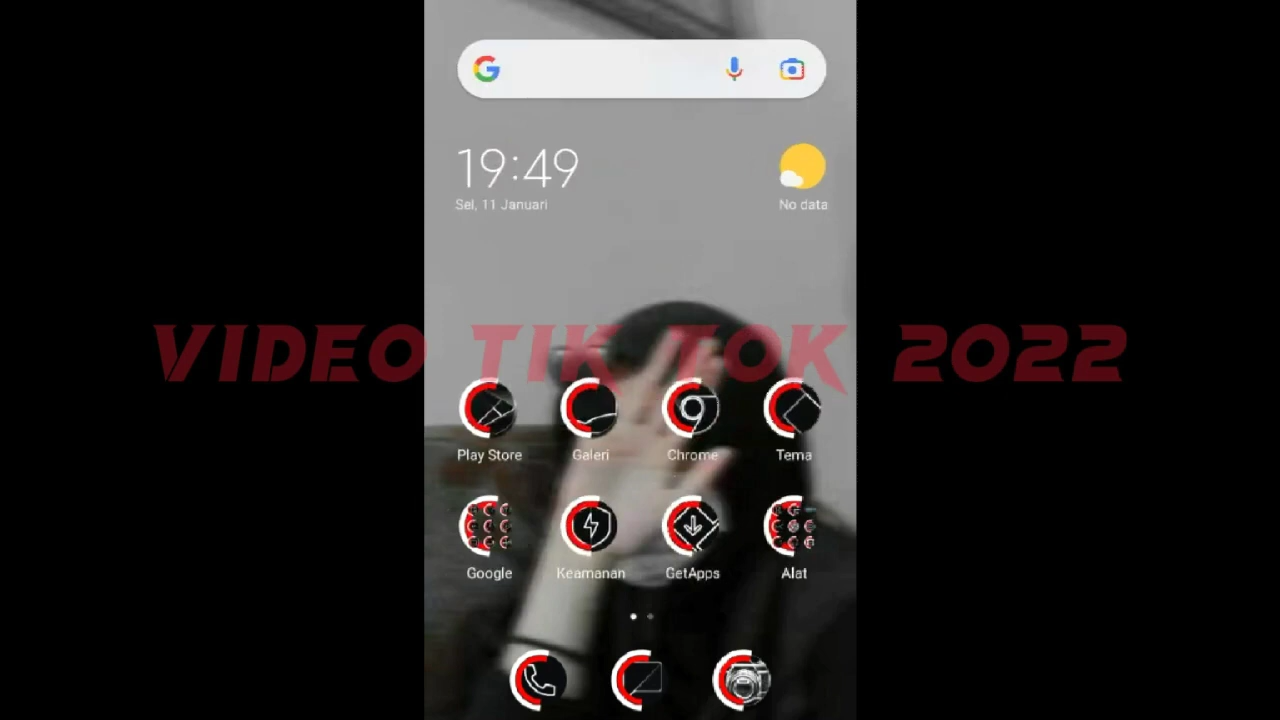 19:49
Sel, 11 Januari
No data
VIDEO TIK TOK 2022
Play Store
Galeri
Chrome
Tema
Google
Keamanan
GetApps
Alat